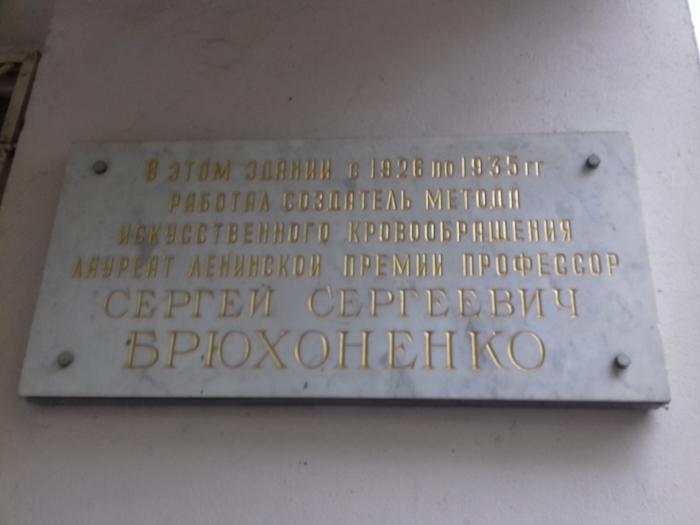 В ЭТОМ ЗДАНИИ с 1926 по 1935 гг
РАБОТАЛ СОЗДАТЕЛЬ МЕТОДА
ИСКУССТВЕННОГО КРОВООБРАЩЕНИЯ
ЛАУРЕАТ ЛЕНИНСКОЙ ПРЕМИИ ПРОФЕССОР
СЕРГЕЙ СЕРГЕЕВИЧ
БРЮХОНЕНКО